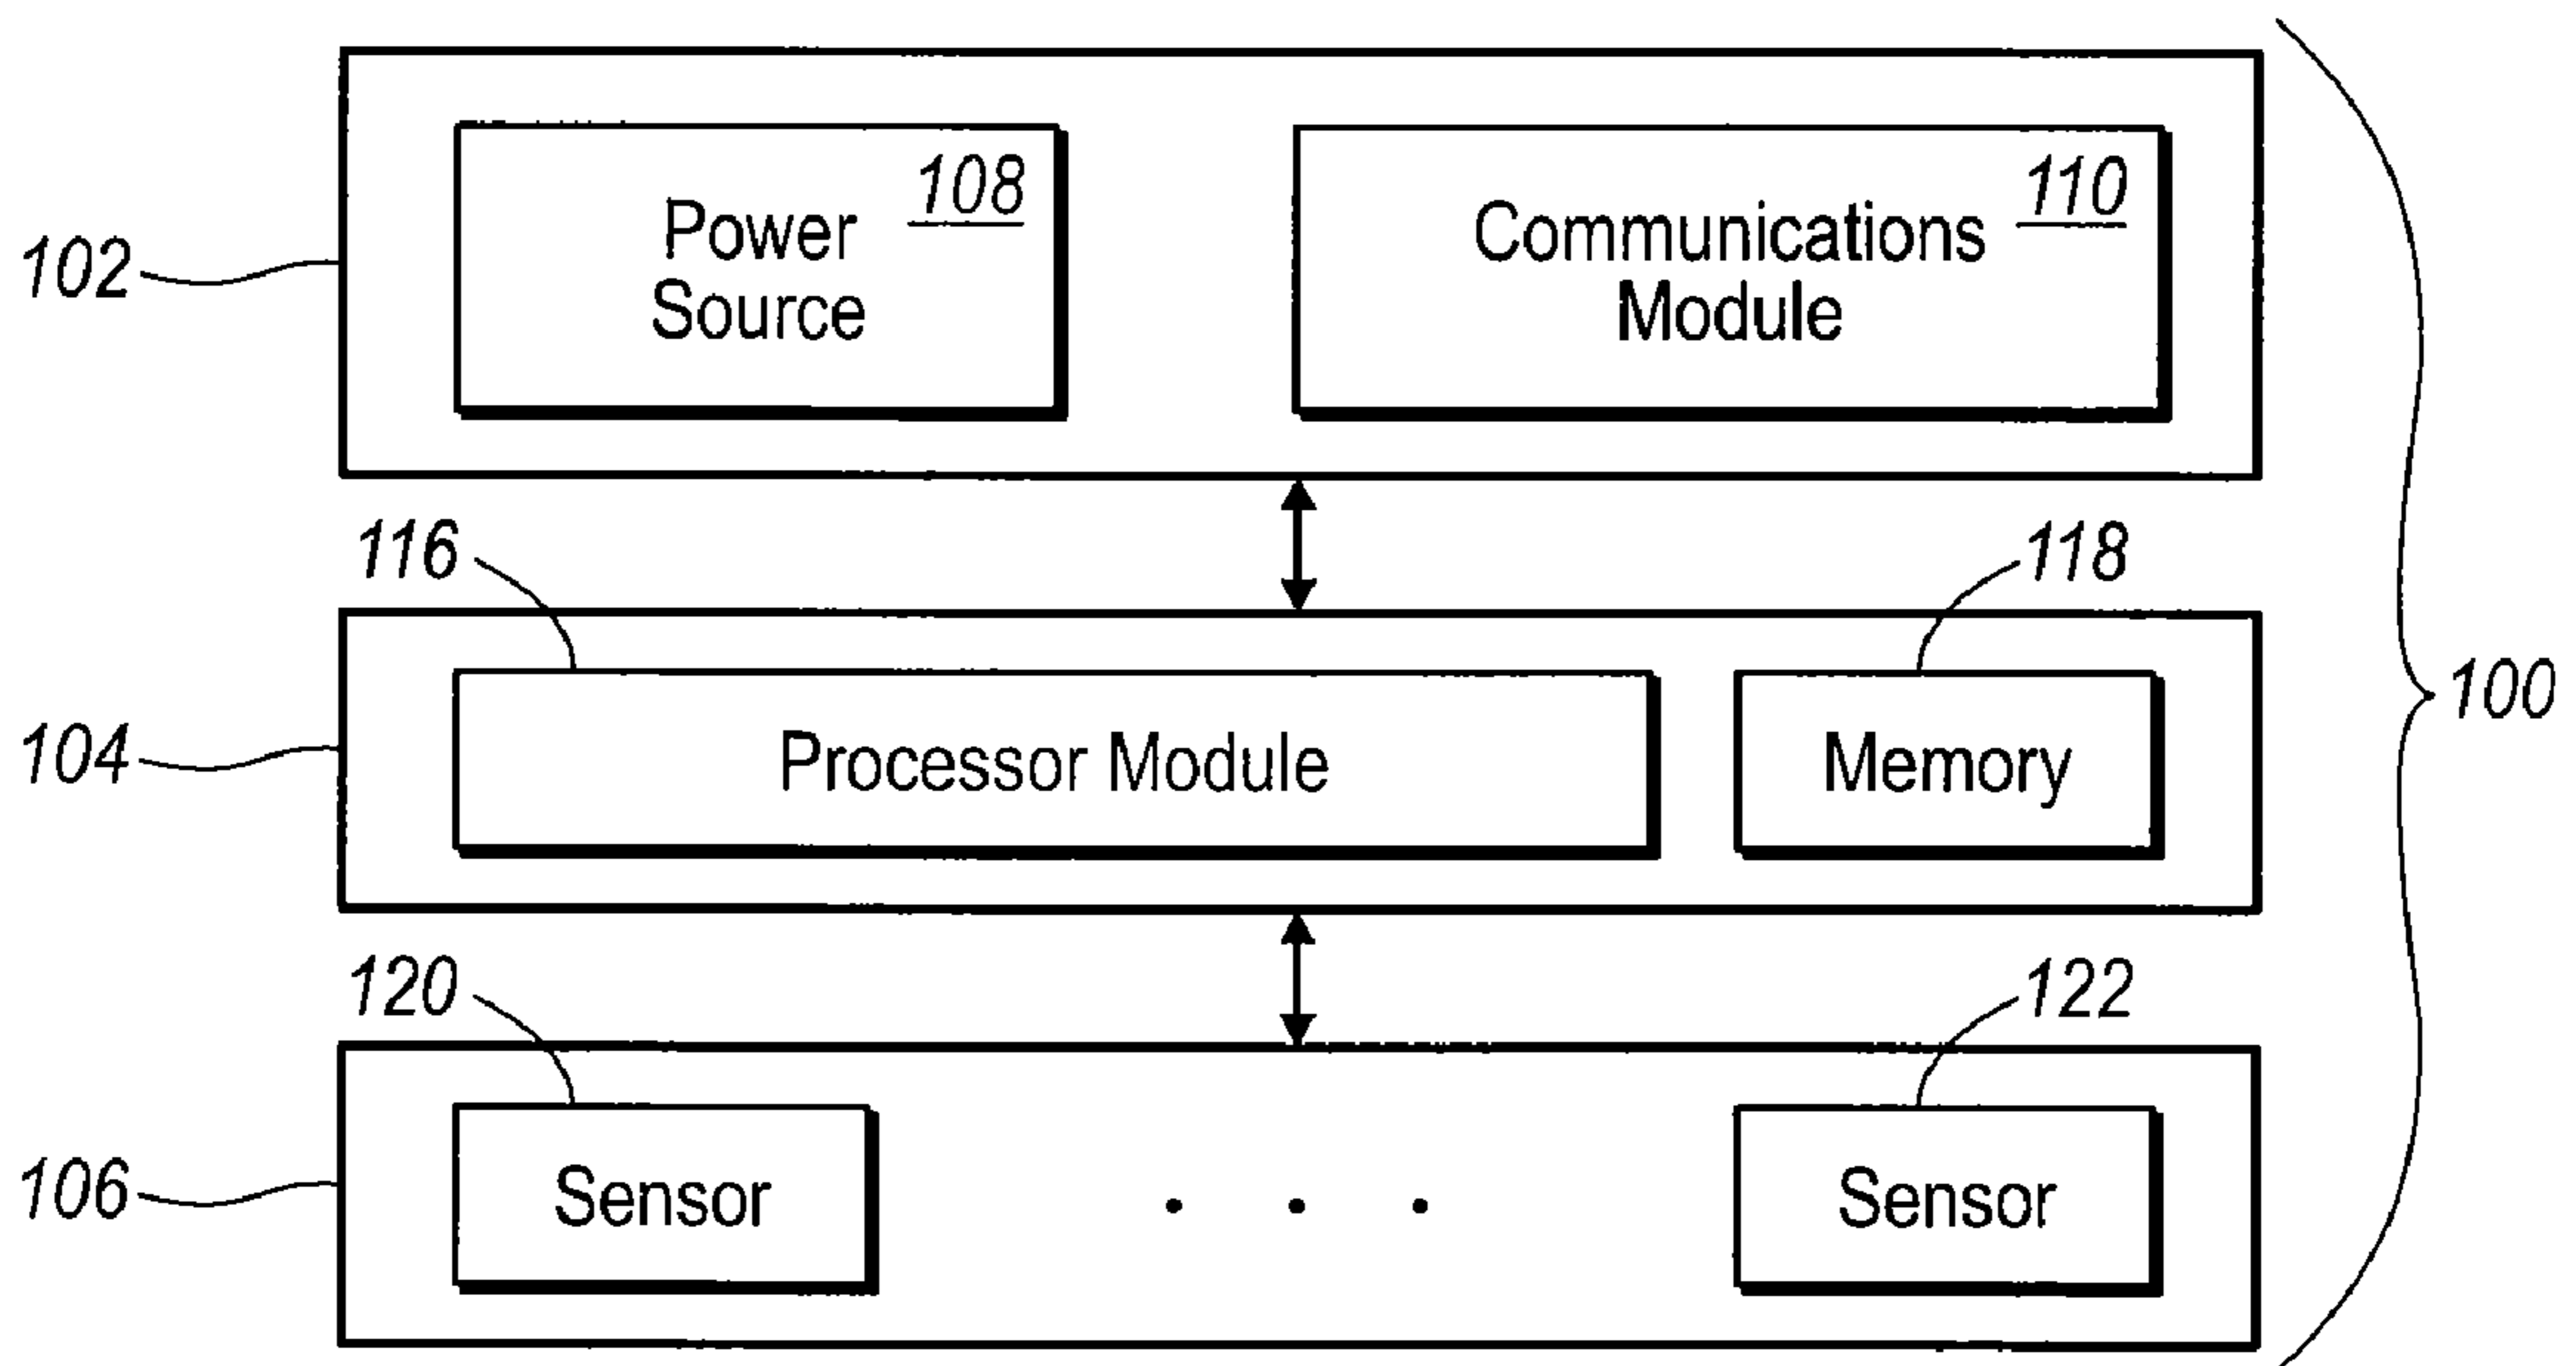 108
Power
Source
110
Communications
Module
102
116
118
Processor Module
Memory
104
100
120
122
Sensor
. . .
Sensor
106